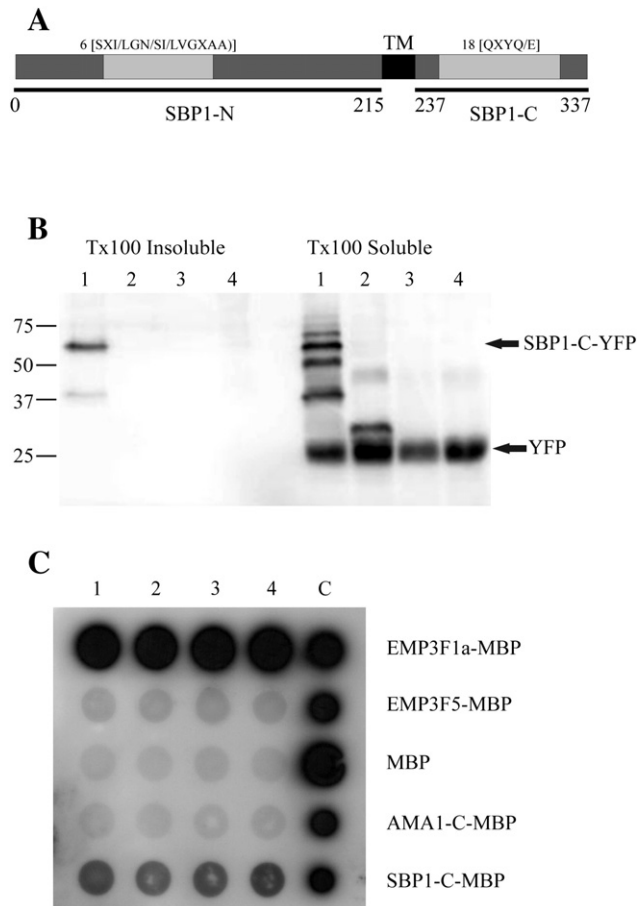 A
6 [SXI/LGN/SI/LVGXAA)]
TM
18 [QXYQ/E]
0
215
237
337
SBP1-N
SBP1-C
B
Tx100 Insoluble
Tx100 Soluble
1 2 3 4
1 2 3 4
75
50
37
25
SBP1-C-YFP
YFP
C
1 2 3 4 C
EMP3F1a-MBP
EMP3F5-MBP
MBP
AMA1-C-MBP
SBP1-C-MBP